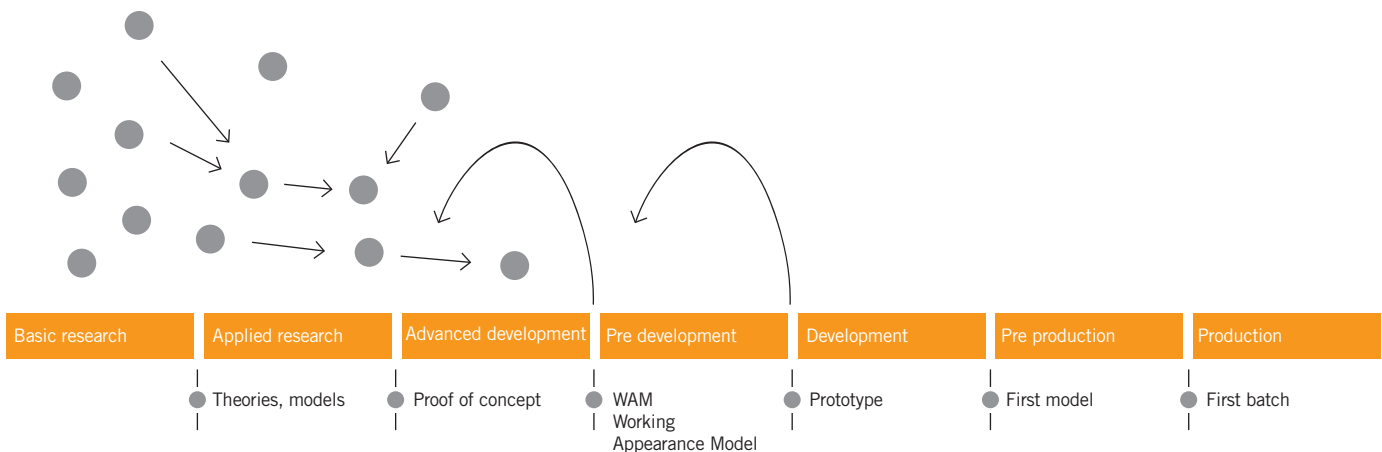 Basic research
Applied research
Advanced development
Pre development
Development
Pre production
Production
Theories, models
Proof of concept
WAM
Working
Appearance Model
Prototype
First model
First batch